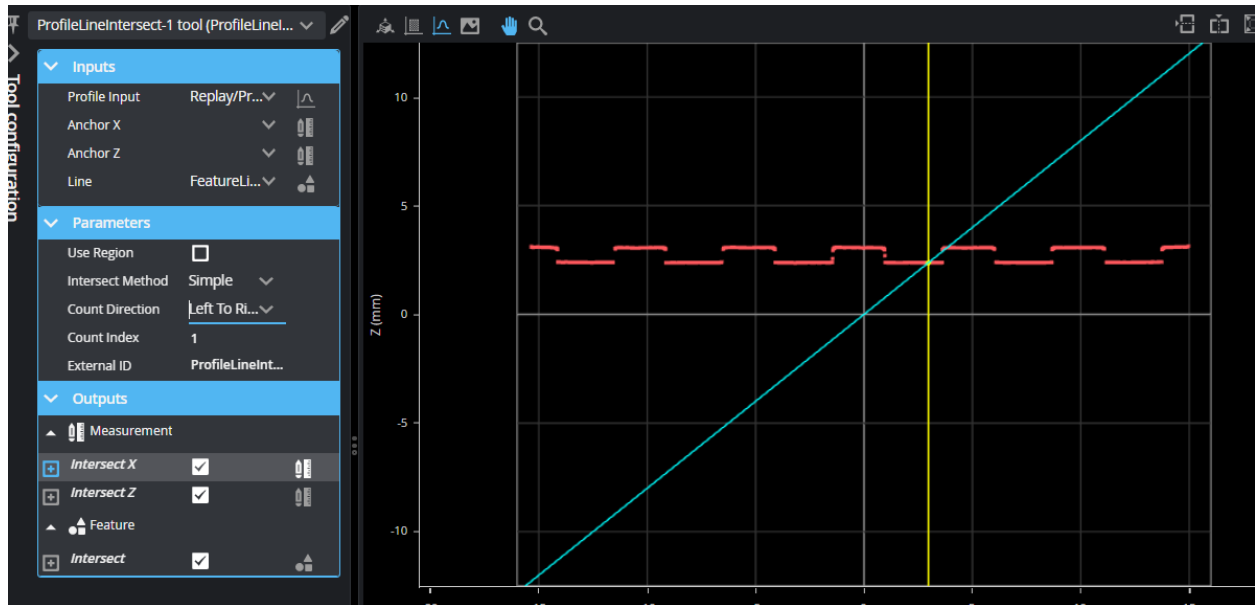 ProfileLineIntersect-1 tool (ProfileLinel...
Tool configuration
Inputs
Profile Input Replay/Pr...
Anchor X
Anchor Z
Line FeatureLi...
Parameters
Use Region
Intersect Method Simple
Count Direction Left To Ri...
Count Index 1
External ID ProfileLineInt...
Outputs
Measurement
Intersect X
Intersect Z
Feature
Intersect
10
5
0
-5
-10
Z (mm)